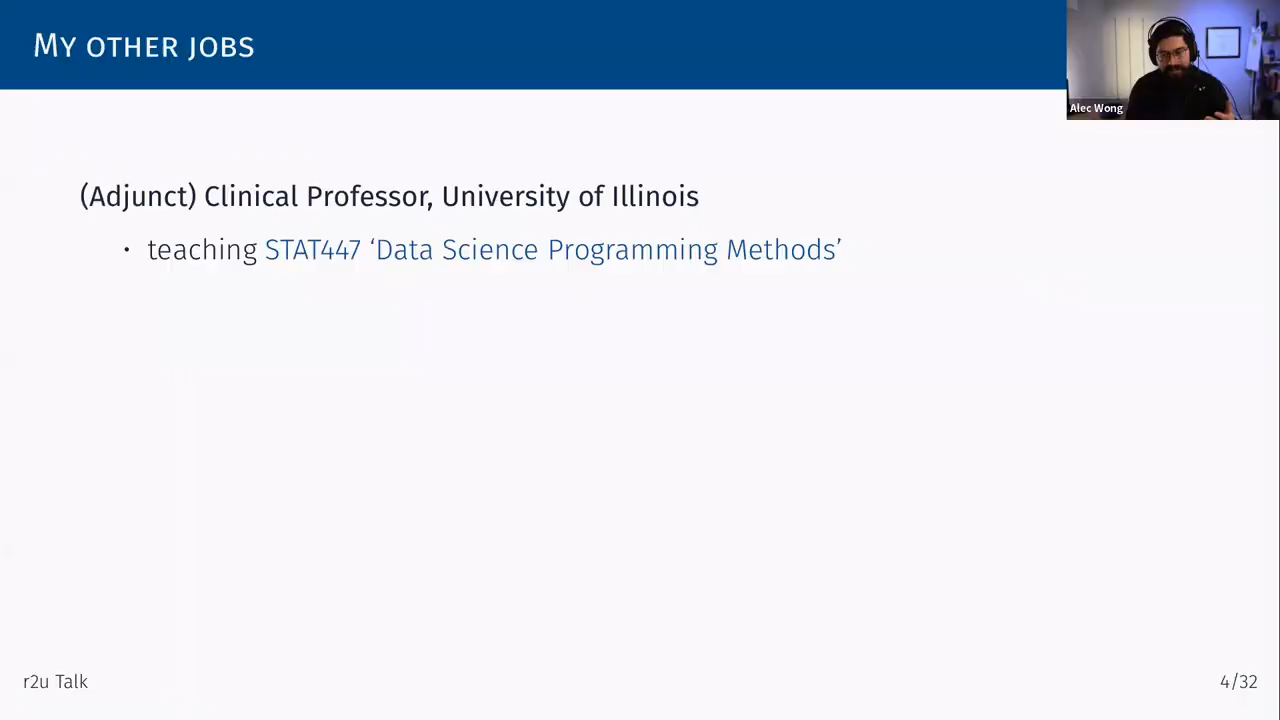 My other jobs
Alec Wong
(Adjunct) Clinical Professor, University of Illinois
• teaching STAT447 ‘Data Science Programming Methods’
r2u Talk
4/32